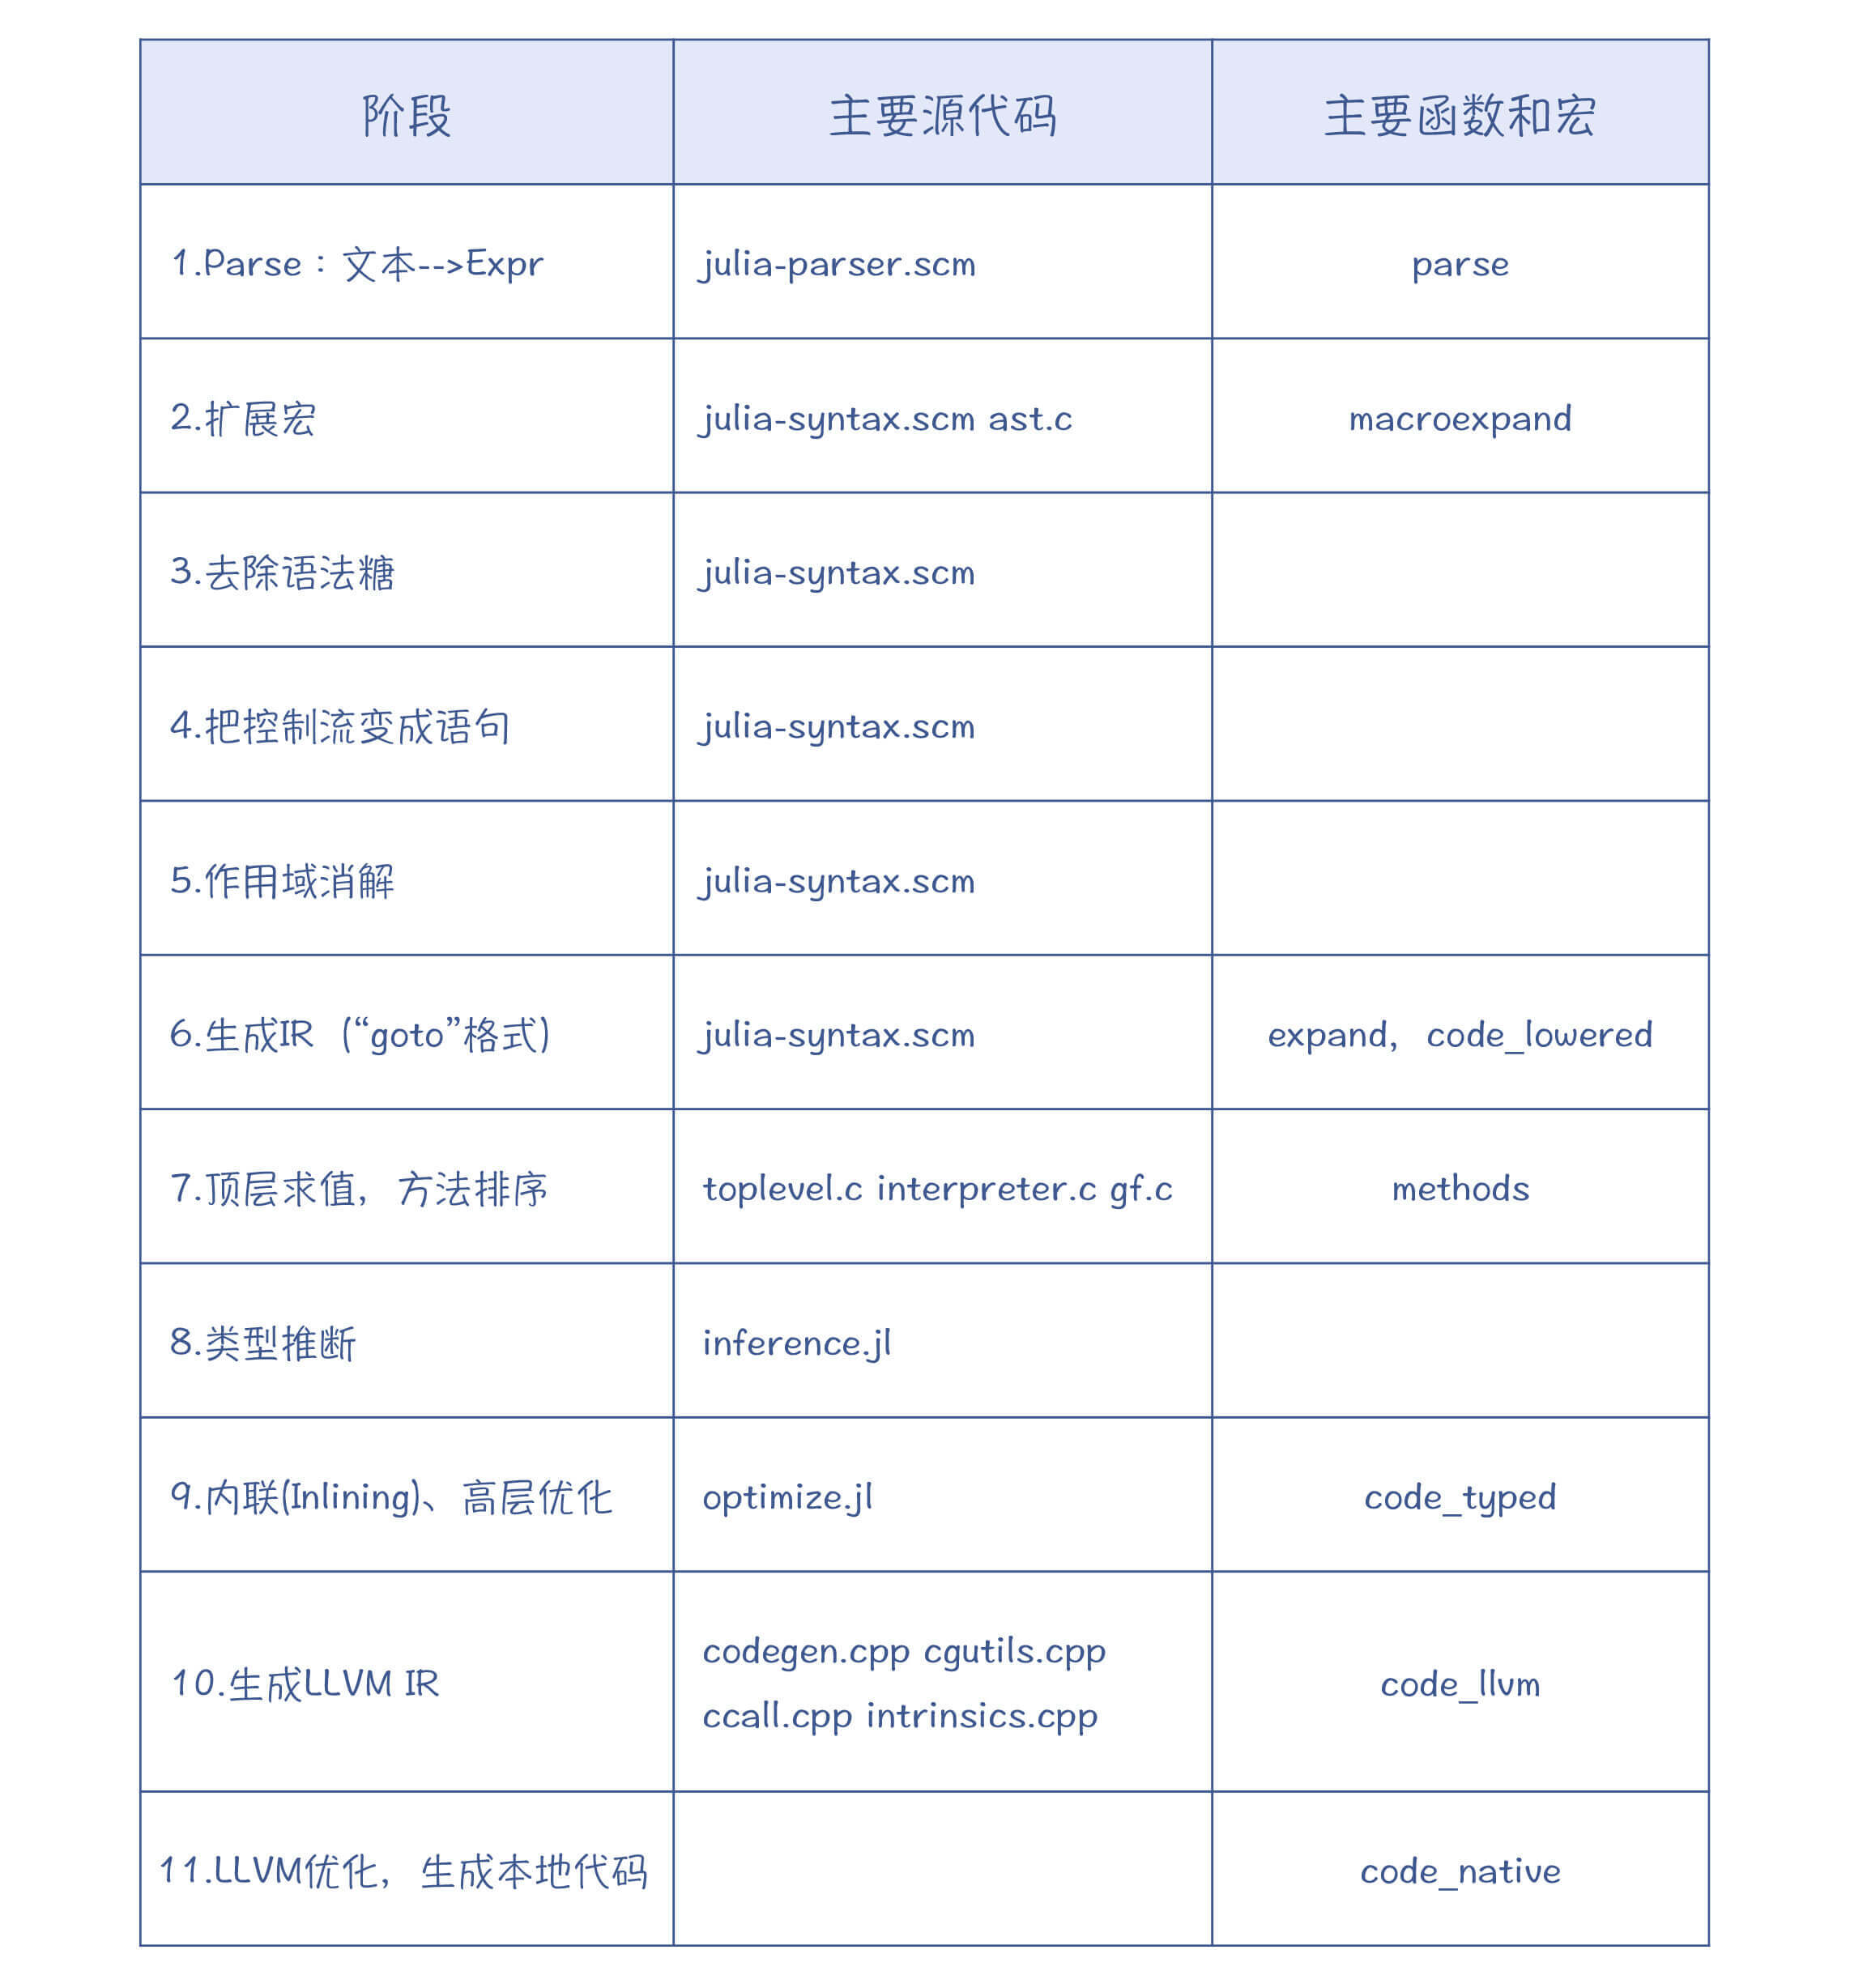 阶段 主要源代码 主要函数和宏
1.Parse：文本-->Expr julia-parser.scm parse
2.扩展宏 julia-syntax.scm ast.c macroexpand
3.去除语法糖 julia-syntax.scm
4.把控制流变成语句 julia-syntax.scm
5.作用域消解 julia-syntax.scm
6.生成IR（“goto”格式) julia-syntax.scm expand，code_lowered
7.顶层求值，方法排序 toplevel.c interpreter.c gf.c methods
8.类型推断 inference.jl
9.内联(Inlining)、高层优化 optimize.jl code_typed
10.生成LLVM IR codegen.cpp cgutils.cpp
ccall.cpp intrinsics.cpp code_llvm
11.LLVM优化，生成本地代码 code_native